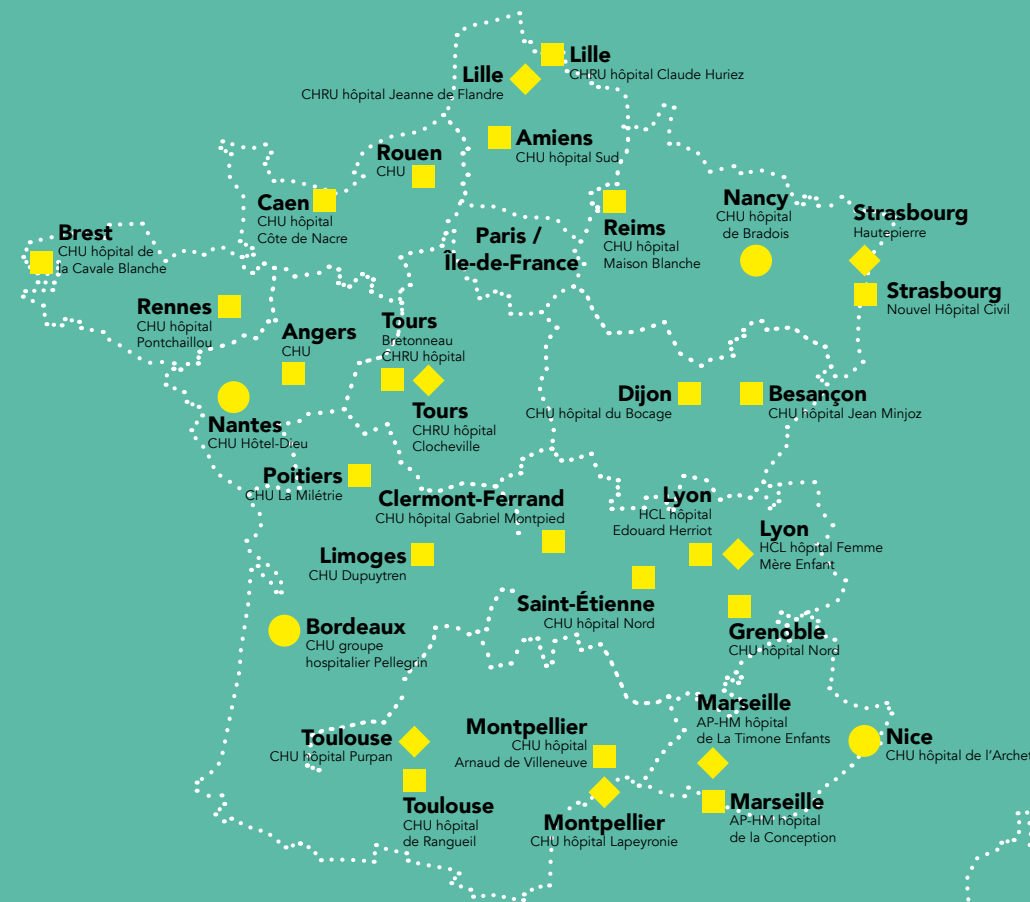 Lille
CHRU hôpital Claude Huriez
Lille
CHRU hôpital Jeanne de Flandre
Amiens
CHU hôpital Sud
Rouen
CHU
Caen
CHU hôpital
Côte de Nacre
Paris /
Île-de-France
Reims
CHU hôpital
Maison Blanche
Nancy
CHU hôpital
de Bradois
Strasbourg
Hautepierre
Strasbourg
Nouvel Hôpital Civil
Brest
CHU hôpital de
la Cavale Blanche
Rennes
CHU hôpital
Pontchaillou
Angers
CHU
Tours
Bretonneau
CHRU hôpital
Tours
CHRU hôpital
Clocheville
Nantes
CHU Hôtel-Dieu
Dijon
CHU hôpital du Bocage
Besançon
CHU hôpital Jean Minjoz
Poitiers
CHU La Milétrie
Clermont-Ferrand
CHU hôpital Gabriel Montpied
Lyon
HCL hôpital
Edouard Herriot
Lyon
HCL hôpital Femme
Mère Enfant
Limoges
CHU Dupuytren
Saint-Étienne
CHU hôpital Nord
Grenoble
CHU hôpital Nord
Bordeaux
CHU groupe
hospitalier Pellegrin
Toulouse
CHU hôpital Purpan
Toulouse
CHU hôpital
de Rangueil
Montpellier
CHU hôpital
Arnaud de Villeneuve
Montpellier
CHU hôpital Lapeyronie
Marseille
AP-HM hôpital
de La Timone Enfants
Marseille
AP-HM hôpital
de la Conception
Nice
CHU hôpital de l'Archet